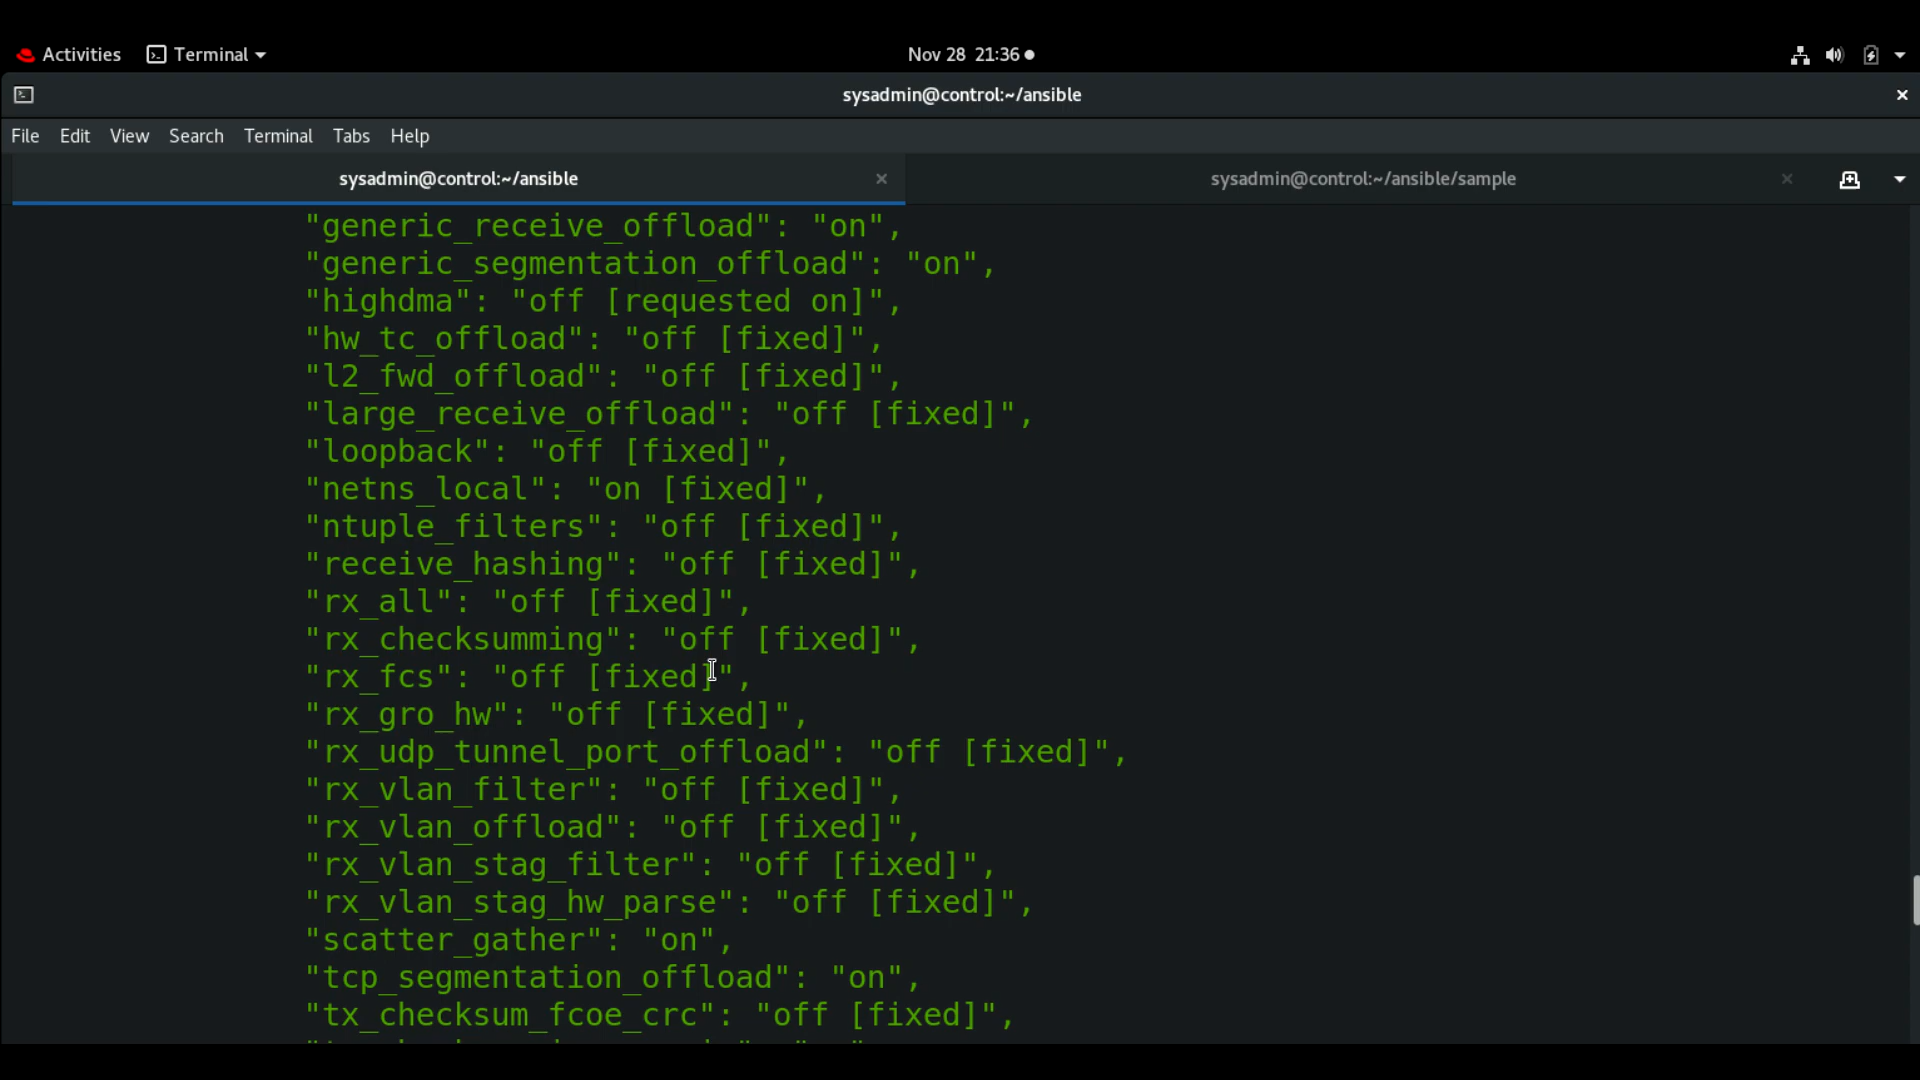 Activities
Terminal
Nov 28 21:36
sysadmin@control:~/ansible
File Edit View Search Terminal Tabs Help
sysadmin@control:~/ansible
sysadmin@control:~/ansible/sample
"generic_receive_offload": "on",
"generic_segmentation_offload": "on",
"highdma": "off [requested on]",
"hw_tc_offload": "off [fixed]",
"l2_fwd_offload": "off [fixed]",
"large_receive_offload": "off [fixed]",
"loopback": "off [fixed]",
"netns_local": "on [fixed]",
"ntuple_filters": "off [fixed]",
"receive_hashing": "off [fixed]",
"rx_all": "off [fixed]",
"rx_checksumming": "off [fixed]",
"rx_fcs": "off [fixed]",
"rx_gro_hw": "off [fixed]",
"rx_udp_tunnel_port_offload": "off [fixed]",
"rx_vlan_filter": "off [fixed]",
"rx_vlan_offload": "off [fixed]",
"rx_vlan_stag_filter": "off [fixed]",
"rx_vlan_stag_hw_parse": "off [fixed]",
"scatter_gather": "on",
"tcp_segmentation_offload": "on",
"tx_checksum_fcoe_crc": "off [fixed]",